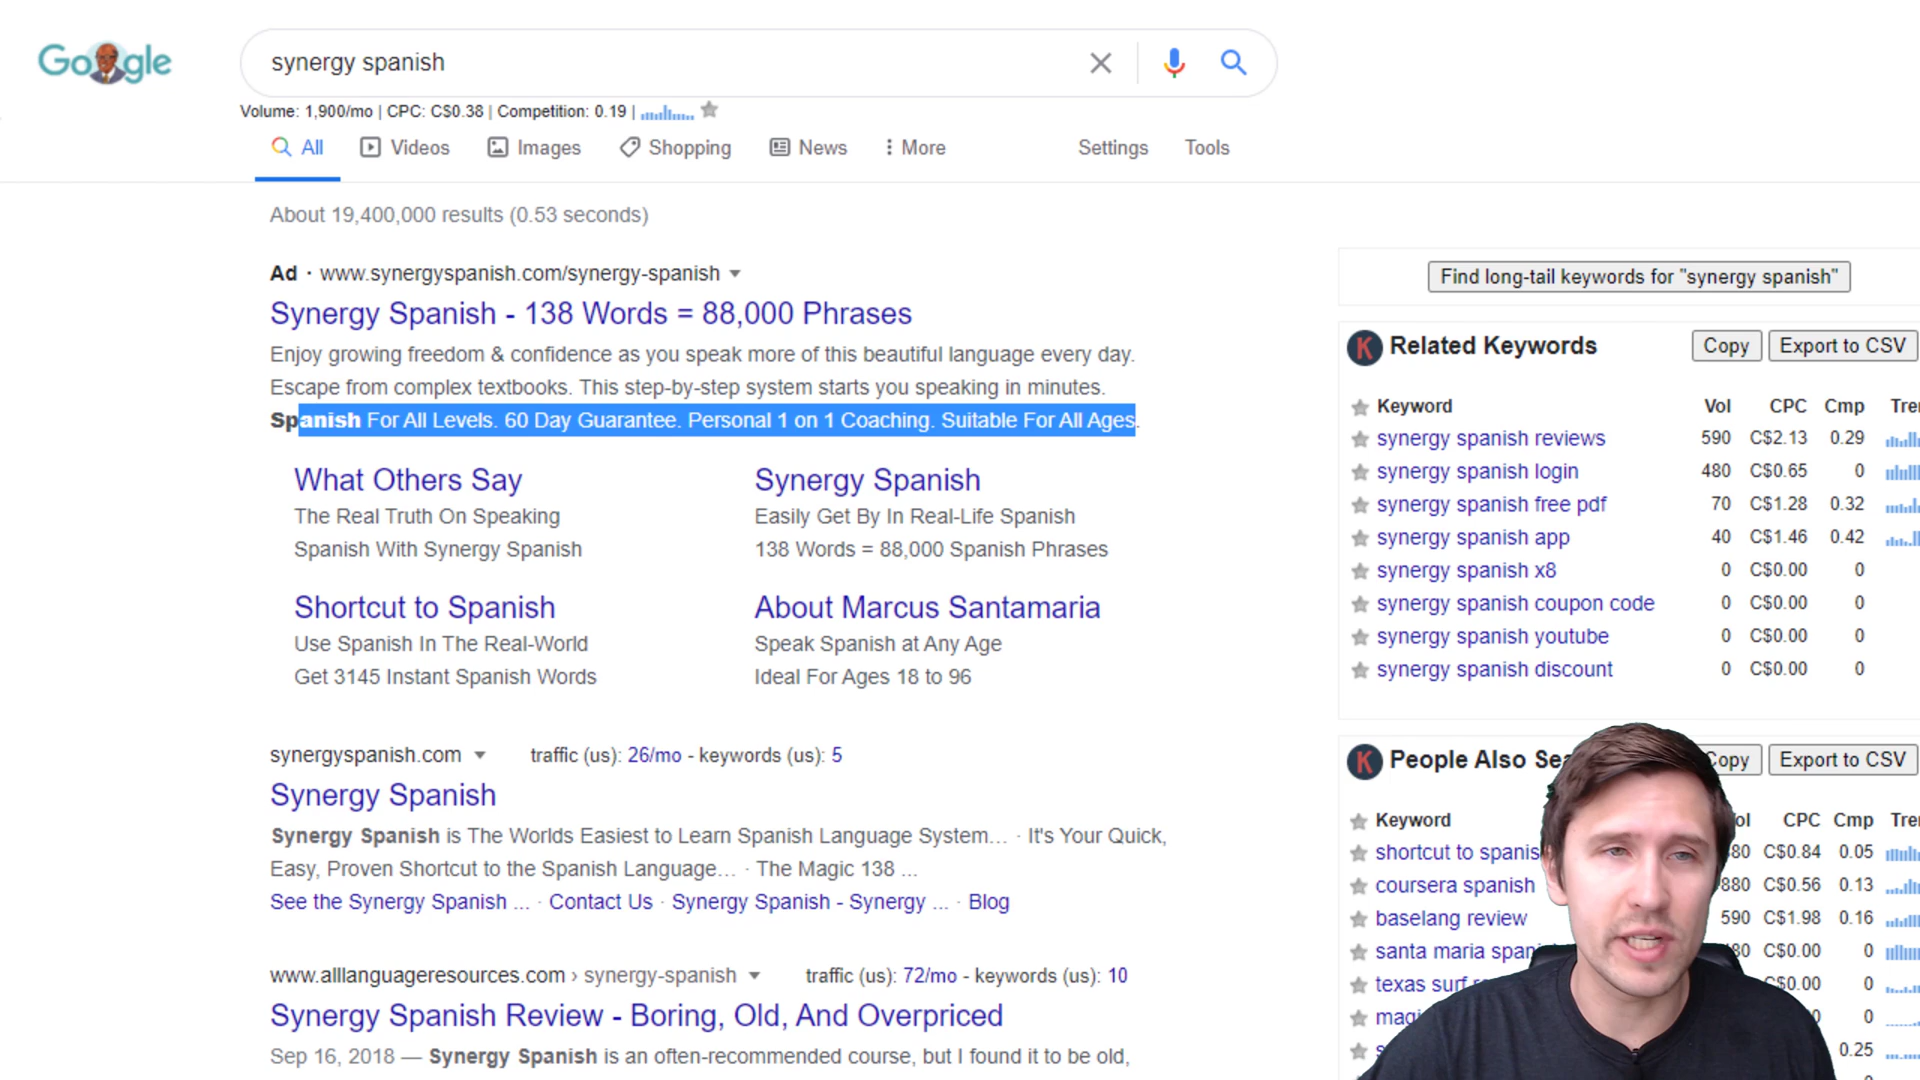 Google
synergy spanish
Volume: 1,900/mo | CPC: C$0.38 | Competition: 0.19 |
All
Videos
Images
Shopping
News
More
Settings
Tools
About 19,400,000 results (0.53 seconds)
Ad · www.synergyspanish.com/synergy-spanish
Synergy Spanish - 138 Words = 88,000 Phrases
Enjoy growing freedom & confidence as you speak more of this beautiful language every day.
Escape from complex textbooks. This step-by-step system starts you speaking in minutes.
Spanish For All Levels. 60 Day Guarantee. Personal 1 on 1 Coaching. Suitable For All Ages.
What Others Say
The Real Truth On Speaking
Spanish With Synergy Spanish
Synergy Spanish
Easily Get By In Real-Life Spanish
138 Words = 88,000 Spanish Phrases
Shortcut to Spanish
Use Spanish In The Real-World
Get 3145 Instant Spanish Words
About Marcus Santamaria
Speak Spanish at Any Age
Ideal For Ages 18 to 96
synergyspanish.com traffic (us): 26/mo - keywords (us): 5
Synergy Spanish
Synergy Spanish is The Worlds Easiest to Learn Spanish Language System... · It's Your Quick,
Easy, Proven Shortcut to the Spanish Language... · The Magic 138 ...
See the Synergy Spanish ... · Contact Us · Synergy Spanish - Synergy ... · Blog
www.alllanguageresources.com › synergy-spanish traffic (us): 72/mo - keywords (us): 10
Synergy Spanish Review - Boring, Old, And Overpriced
Sep 16, 2018 — Synergy Spanish is an often-recommended course, but I found it to be old,
Find long-tail keywords for "synergy spanish"
K Related Keywords Copy Export to CSV
Keyword Vol CPC Cmp
synergy spanish reviews 590 C$2.13 0.29
synergy spanish login 480 C$0.65 0
synergy spanish free pdf 70 C$1.28 0.32
synergy spanish app 40 C$1.46 0.42
synergy spanish x8 0 C$0.00 0
synergy spanish coupon code 0 C$0.00 0
synergy spanish youtube 0 C$0.00 0
synergy spanish discount 0 C$0.00 0
K People Also Copy Export to CSV
Keyword CPC Cmp
shortcut to C$0.84 0.05
coursera spanish C$0.56 0.13
baselang review 590 C$1.98 0.16
santa maria C$0.00 0
texas surf C$0.00 0
0
0.25